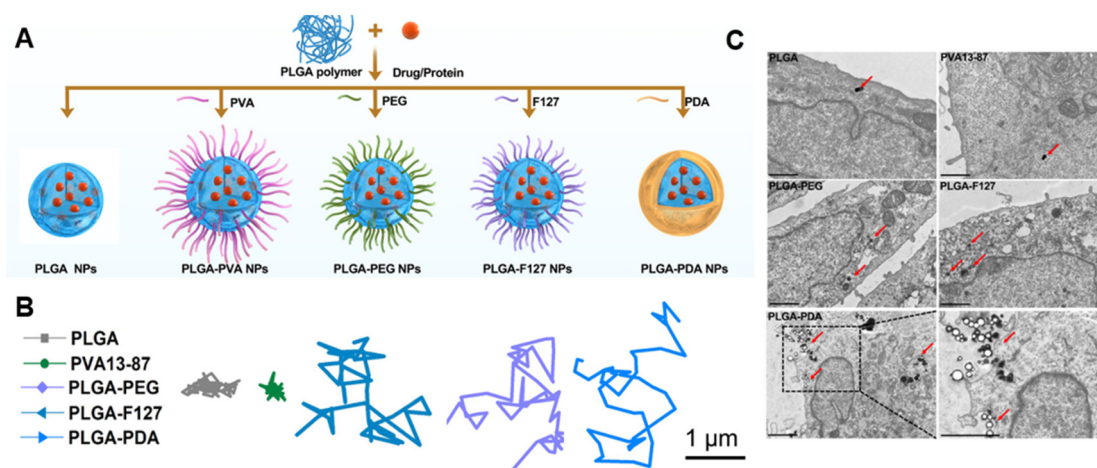 A
PLGA polymer
+
Drug/Protein
PVA
PEG
F127
PDA
PLGA NPs
PLGA-PVA NPs
PLGA-PEG NPs
PLGA-F127 NPs
PLGA-PDA NPs
B
PLGA
PVA13-87
PLGA-PEG
PLGA-F127
PLGA-PDA
1 μm
C
PLGA
PVA13-87
PLGA-PEG
PLGA-F127
PLGA-PDA